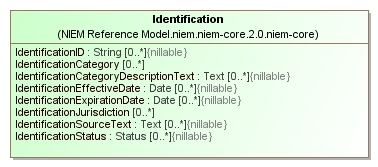 Identification
(NIEM Reference Model.niem.niem-core.2.0.niem-core)
IdentificationID : String [0..*]{nillable}
IdentificationCategory [0..*]
IdentificationCategoryDescriptionText : Text [0..*]{nillable}
IdentificationEffectiveDate : Date [0..*]{nillable}
IdentificationExpirationDate : Date [0..*]{nillable}
IdentificationJurisdiction [0..*]
IdentificationSourceText : Text [0..*]{nillable}
IdentificationStatus : Status [0..*]{nillable}